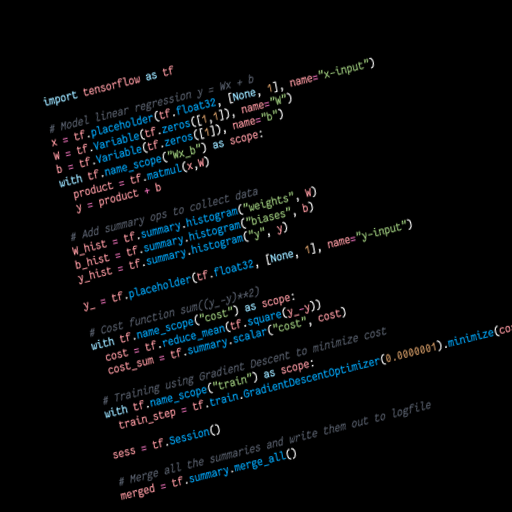 import tensorflow as tf
# Model linear regression y = Wx + b
x = tf.placeholder(tf.float32, [None, 1], name="x-input")
W = tf.Variable(tf.zeros([1,1]), name="W")
b = tf.Variable(tf.zeros([1]), name="b")
with tf.name_scope("Wx_b") as scope:
product = tf.matmul(x,W)
y = product + b
# Add summary ops to collect data
W_hist = tf.summary.histogram("weights", W)
b_hist = tf.summary.histogram("biases", b)
y_hist = tf.summary.histogram("y", y)
y_ = tf.placeholder(tf.float32, [None, 1], name="y-input")
# Cost function sum((y_-y)**2)
with tf.name_scope("cost") as scope:
cost = tf.reduce_mean(tf.square(y_-y))
cost_sum = tf.summary.scalar("cost", cost)
# Training using Gradient Descent to minimize cost
with tf.name_scope("train") as scope:
train_step = tf.train.GradientDescentOptimizer(0.0000001).minimize(co
sess = tf.Session()
# Merge all the summaries and write them out to logfile
merged = tf.summary.merge_all()